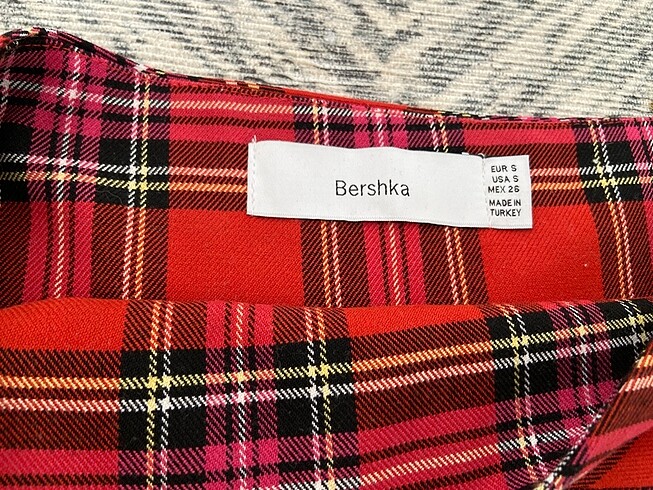 Bershka
EUR S
USA S
MEX 26
MADE IN
TURKEY